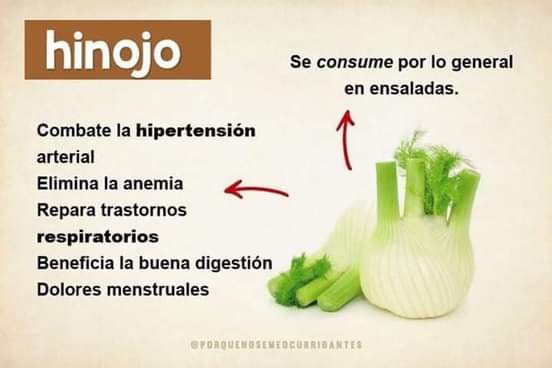 hinojo
Se consume por lo general
en ensaladas.
Combate la hipertensión
arterial
Elimina la anemia
Repara trastornos
respiratorios
Beneficia la buena digestión
Dolores menstruales
@PORQUENOSEMEOCURRIOANTES